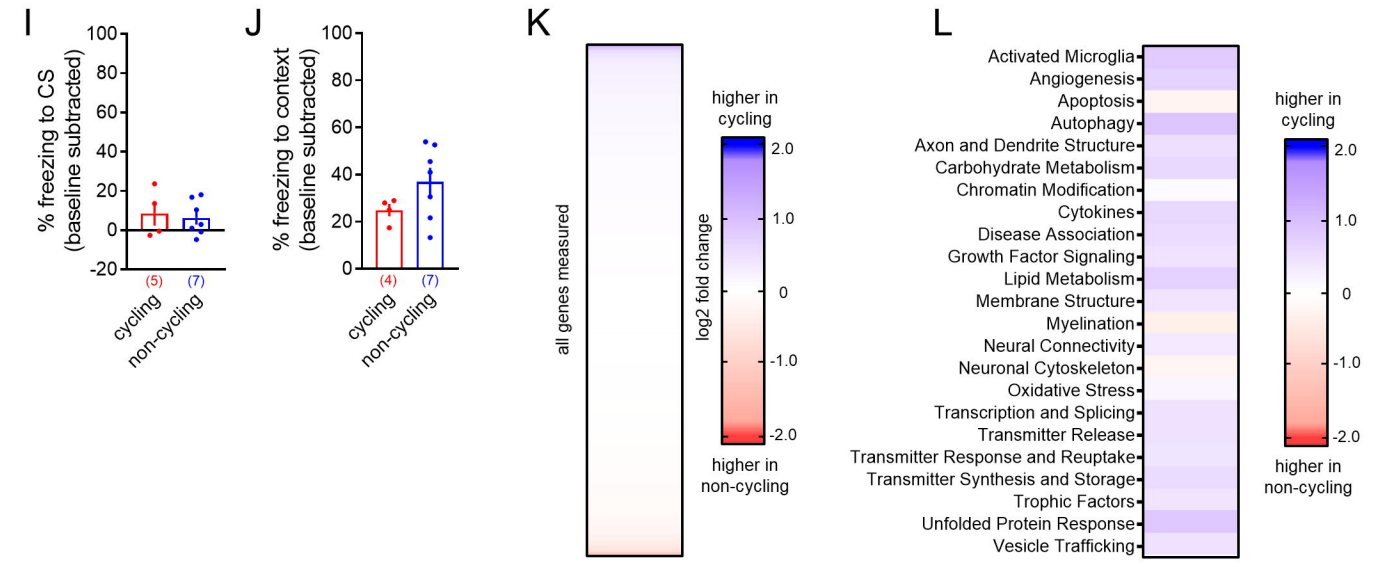 I
% freezing to CS
(baseline subtracted)
100
80
60
40
20
0
-20
(5)
(7)
cycling
non-cycling
J
% freezing to context
(baseline subtracted)
100
80
60
40
20
0
(4)
(7)
cycling
non-cycling
K
all genes measured
higher in
cycling
log2 fold change
2.0
1.0
0
-1.0
-2.0
higher in
non-cycling
L
Activated Microglia
Angiogenesis
Apoptosis
Autophagy
Axon and Dendrite Structure
Carbohydrate Metabolism
Chromatin Modification
Cytokines
Disease Association
Growth Factor Signaling
Lipid Metabolism
Membrane Structure
Myelination
Neural Connectivity
Neuronal Cytoskeleton
Oxidative Stress
Transcription and Splicing
Transmitter Release
Transmitter Response and Reuptake
Transmitter Synthesis and Storage
Trophic Factors
Unfolded Protein Response
Vesicle Trafficking
higher in
cycling
2.0
1.0
0
-1.0
-2.0
higher in
non-cycling